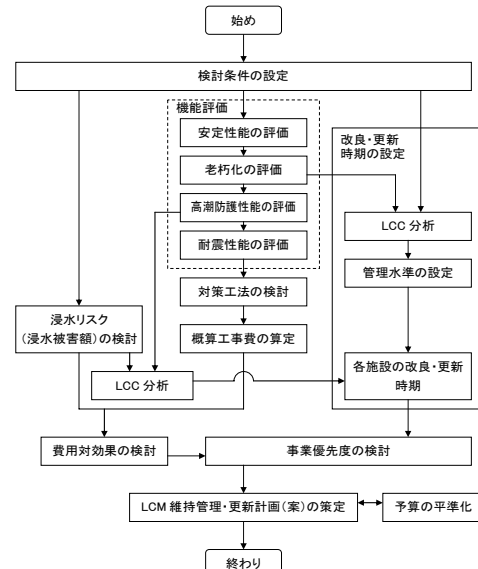 始め
検討条件の設定
機能評価
安定性能の評価
改良・更新
時期の設定
老朽化の評価
高潮防護性能の評価
LCC 分析
耐震性能の評価
管理水準の設定
対策工法の検討
浸水リスク
（浸水被害額）の検討
概算工事費の算定
LCC 分析
各施設の改良・更新
時期
費用対効果の検討
事業優先度の検討
LCM 維持管理・更新計画（案）の策定
予算の平準化
終わり